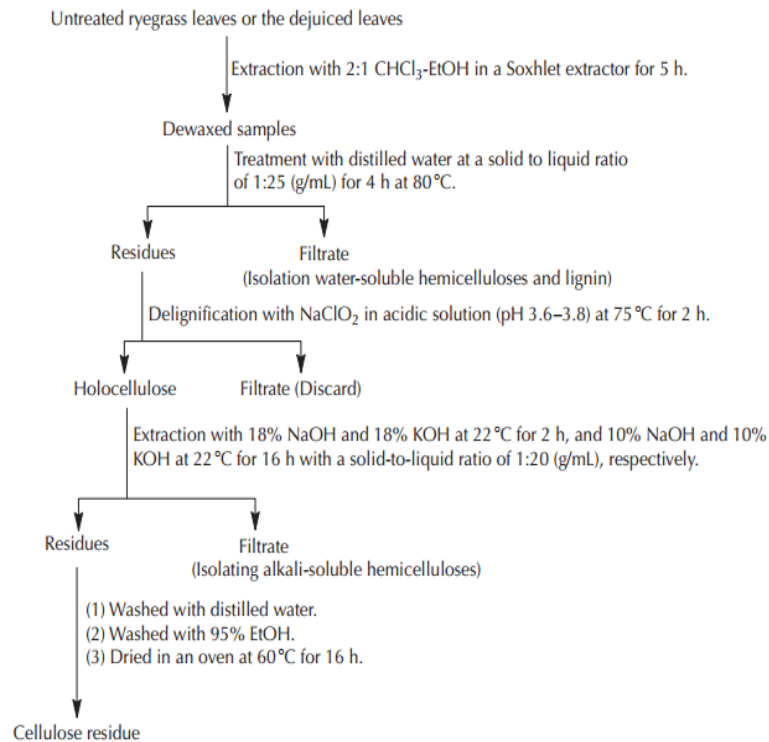 Untreated ryegrass leaves or the dejuiced leaves
Extraction with 2:1 CHCl₃-EtOH in a Soxhlet extractor for 5 h.
Dewaxed samples
Treatment with distilled water at a solid to liquid ratio
of 1:25 (g/mL) for 4 h at 80°C.
Residues
Filtrate
(Isolation water-soluble hemicelluloses and lignin)
Delignification with NaClO₂ in acidic solution (pH 3.6–3.8) at 75°C for 2 h.
Holocellulose
Filtrate (Discard)
Extraction with 18% NaOH and 18% KOH at 22°C for 2 h, and 10% NaOH and 10%
KOH at 22°C for 16 h with a solid-to-liquid ratio of 1:20 (g/mL), respectively.
Residues
Filtrate
(Isolating alkali-soluble hemicelluloses)
(1) Washed with distilled water.
(2) Washed with 95% EtOH.
(3) Dried in an oven at 60°C for 16 h.
Cellulose residue